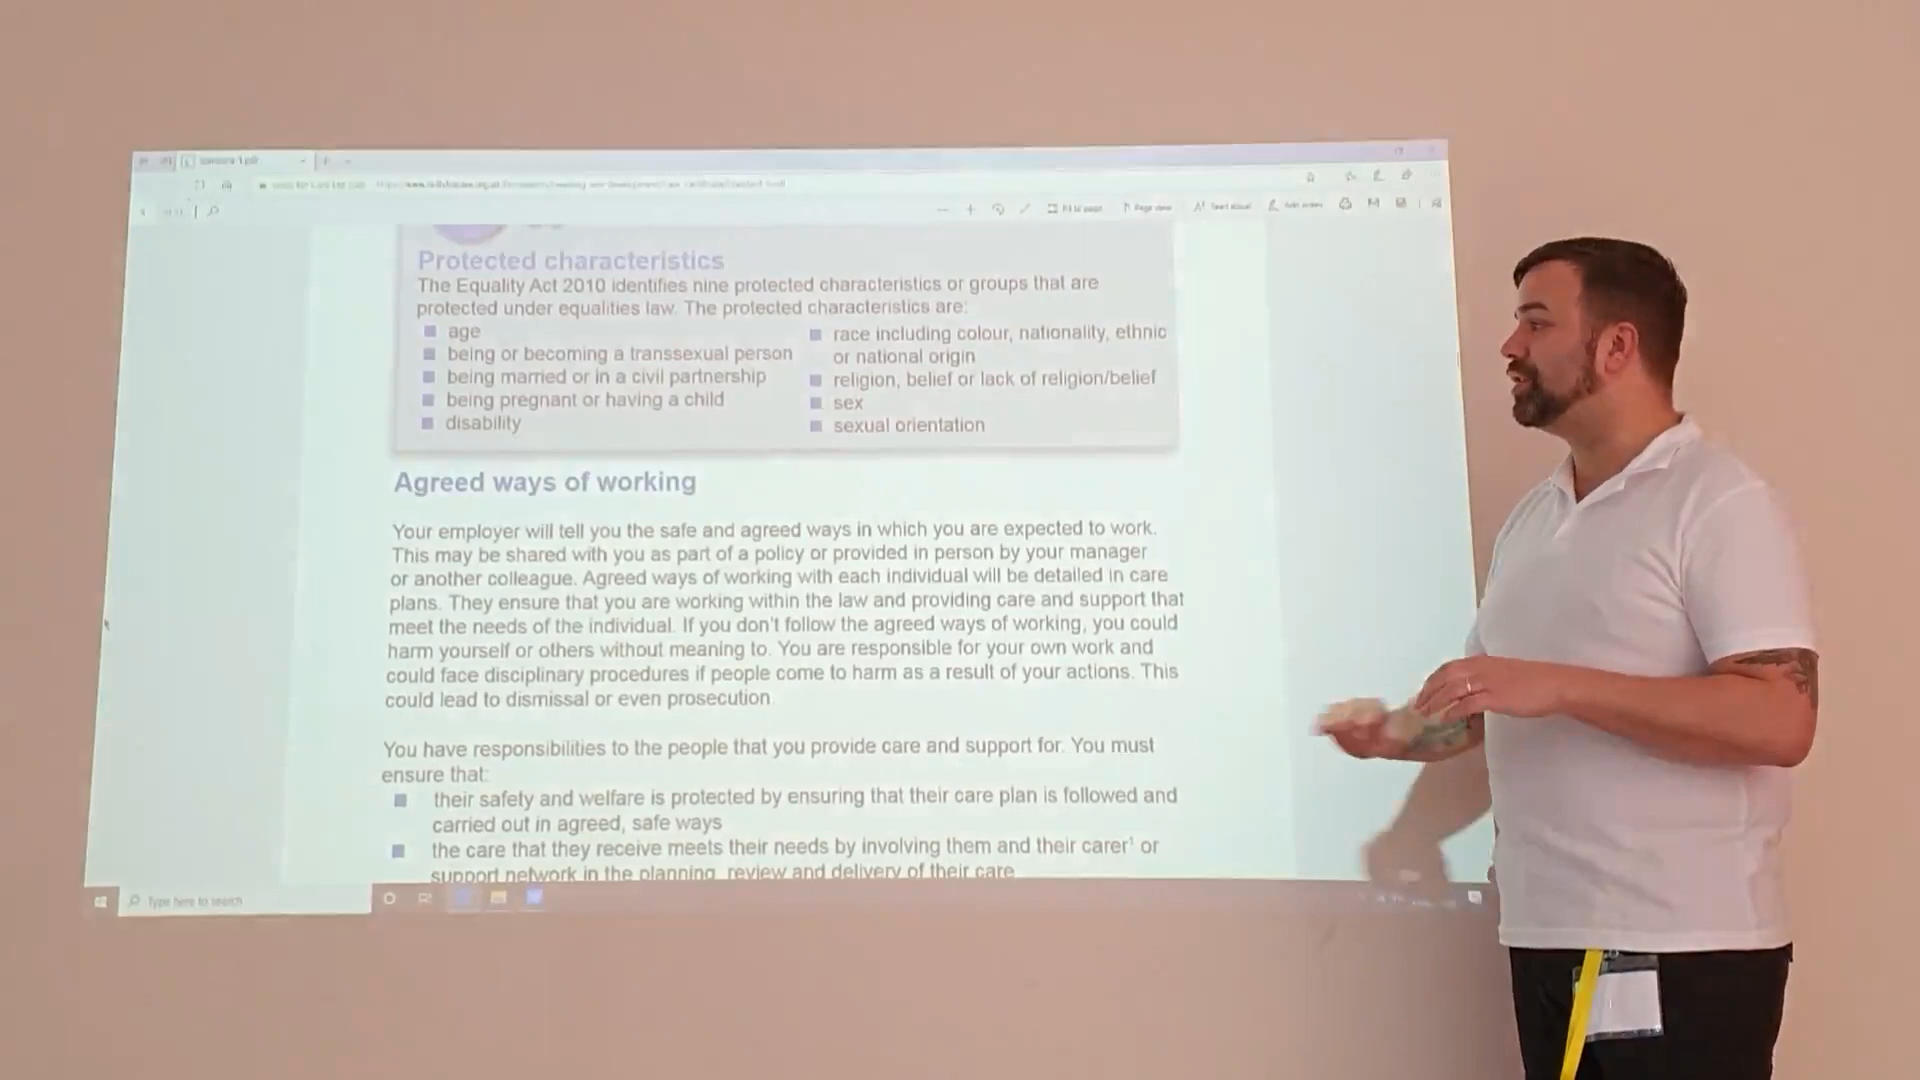 Protected characteristics
The Equality Act 2010 identifies nine protected characteristics or groups that are
protected under equalities law. The protected characteristics are:
age
being or becoming a transsexual person
being married or in a civil partnership
being pregnant or having a child
disability
race including colour, nationality, ethnic
or national origin
religion, belief or lack of religion/belief
sex
sexual orientation
Agreed ways of working
Your employer will tell you the safe and agreed ways in which you are expected to work.
This may be shared with you as part of a policy or provided in person by your manager
or another colleague. Agreed ways of working with each individual will be detailed in care
plans. They ensure that you are working within the law and providing care and support that
meet the needs of the individual. If you don't follow the agreed ways of working, you could
harm yourself or others without meaning to. You are responsible for your own work and
could face disciplinary procedures if people come to harm as a result of your actions. This
could lead to dismissal or even prosecution.
You have responsibilities to the people that you provide care and support for. You must
ensure that:
their safety and welfare is protected by ensuring that their care plan is followed and
carried out in agreed, safe ways
the care that they receive meets their needs by involving them and their carer¹ or
support network in the planning, review and delivery of their care
Type here to search